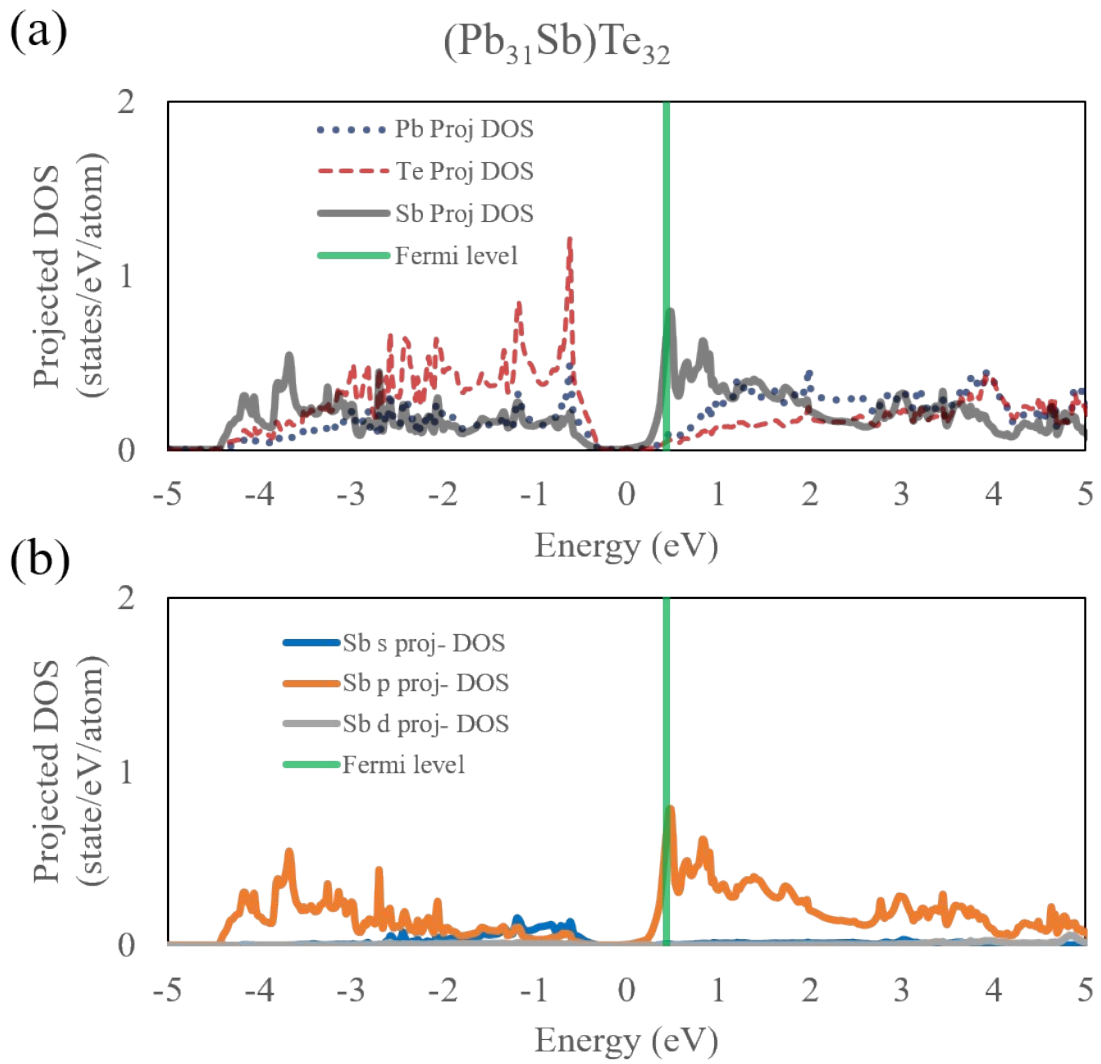 (a)
(Pb₃₁Sb)Te₃₂
Projected DOS
(states/eV/atom)
2
1
0
Pb Proj DOS
Te Proj DOS
Sb Proj DOS
Fermi level
-5 -4 -3 -2 -1 0 1 2 3 4 5
Energy (eV)
(b)
Projected DOS
(state/eV/atom)
2
1
0
Sb s proj- DOS
Sb p proj- DOS
Sb d proj- DOS
Fermi level
-5 -4 -3 -2 -1 0 1 2 3 4 5
Energy (eV)